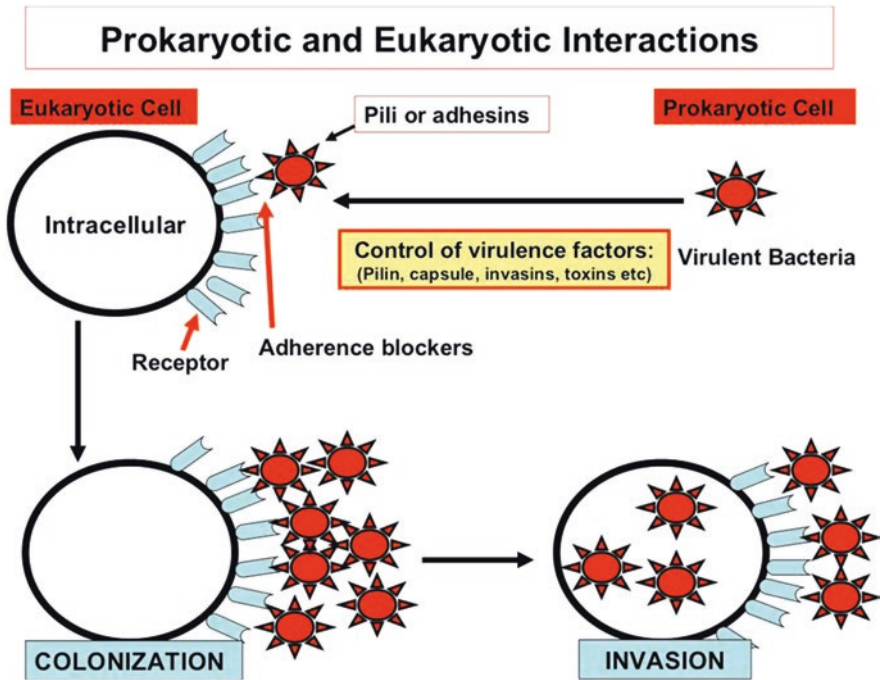 Prokaryotic and Eukaryotic Interactions
Eukaryotic Cell
Pili or adhesins
Prokaryotic Cell
Intracellular
Control of virulence factors:
(Pilin, capsule, invasins, toxins etc)
Virulent Bacteria
Receptor
Adherence blockers
COLONIZATION
INVASION